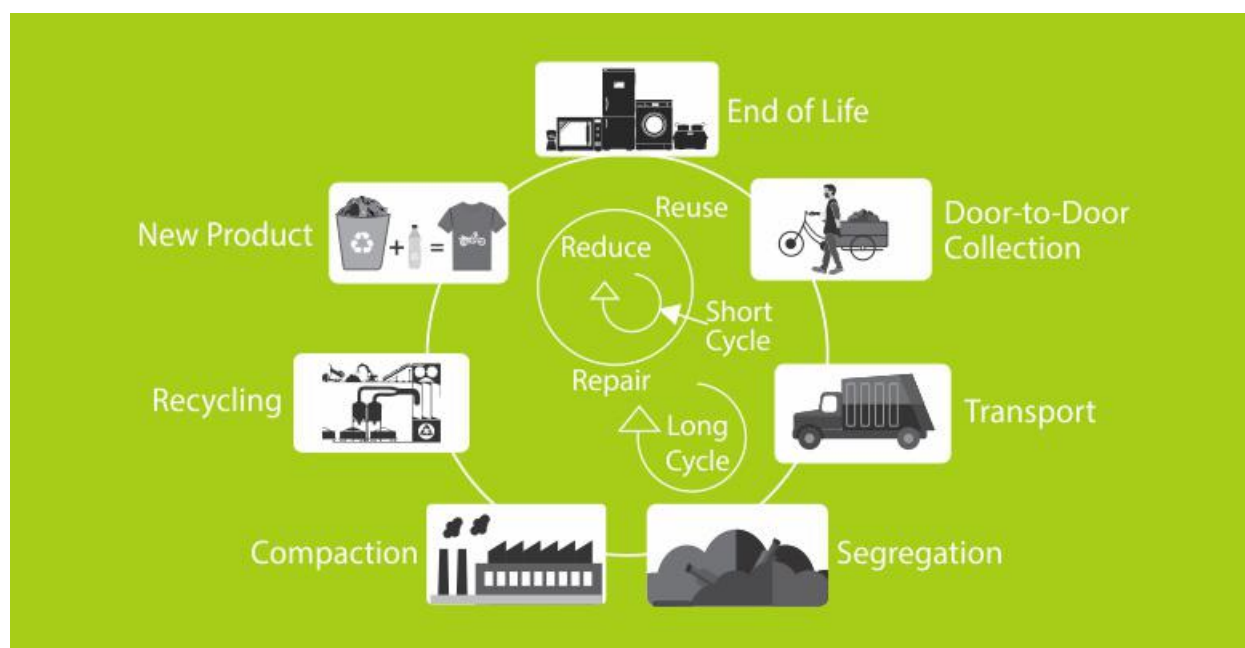 End of Life
Door-to-Door
Collection
Transport
Segregation
Compaction
Recycling
New Product
+
=
Reuse
Reduce
Short
Cycle
Repair
Long
Cycle